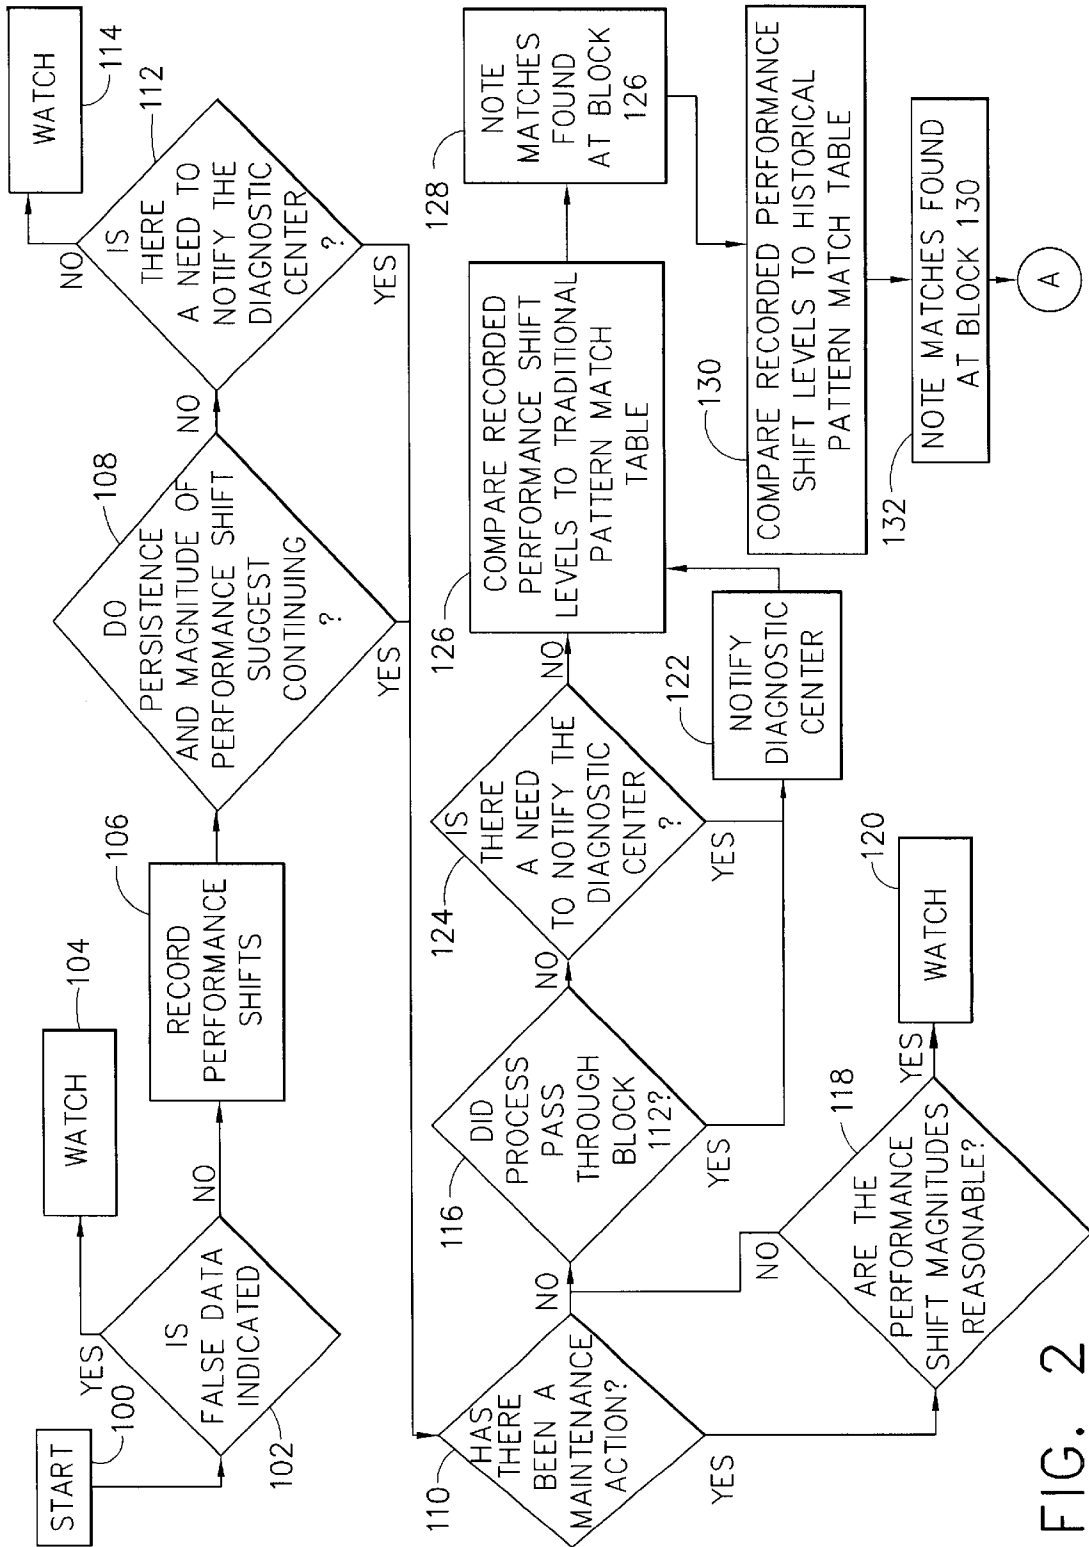 START
100
IS
FALSE DATA
INDICATED
102
YES
NO
WATCH
104
RECORD
PERFORMANCE
SHIFTS
106
DO
PERSISTENCE
AND MAGNITUDE OF
PERFORMANCE SHIFT
SUGGEST
CONTINUING
?
108
NO
YES
IS
THERE
A NEED TO
NOTIFY THE
DIAGNOSTIC
CENTER
?
112
NO
YES
WATCH
114
HAS
THERE
BEEN A
MAINTENANCE
ACTION?
110
NO
YES
DID
PROCESS
PASS
THROUGH
BLOCK
112?
116
NO
YES
ARE THE
PERFORMANCE
SHIFT MAGNITUDES
REASONABLE?
118
NO
YES
WATCH
120
IS
THERE
A NEED
TO NOTIFY THE
DIAGNOSTIC
CENTER
?
124
NO
YES
NOTIFY
DIAGNOSTIC
CENTER
122
COMPARE RECORDED
PERFORMANCE SHIFT
LEVELS TO TRADITIONAL
PATTERN MATCH
TABLE
126
NOTE
MATCHES
FOUND
AT BLOCK
126
128
COMPARE RECORDED PERFORMANCE
SHIFT LEVELS TO HISTORICAL
PATTERN MATCH TABLE
130
NOTE MATCHES FOUND
AT BLOCK 130
132
A
FIG. 2